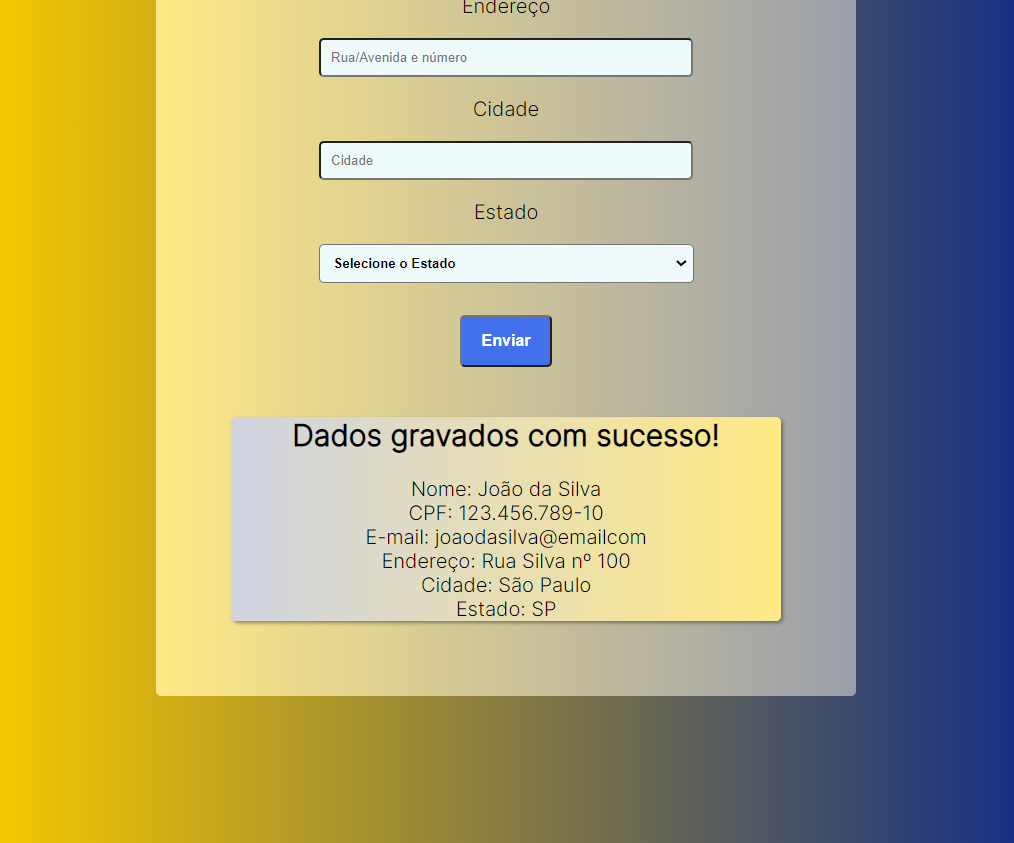 Endereço
Rua/Avenida e número
Cidade
Cidade
Estado
Selecione o Estado
Enviar
Dados gravados com sucesso!
Nome: João da Silva
CPF: 123.456.789-10
E-mail: joaodasilva@emailcom
Endereço: Rua Silva nº 100
Cidade: São Paulo
Estado: SP